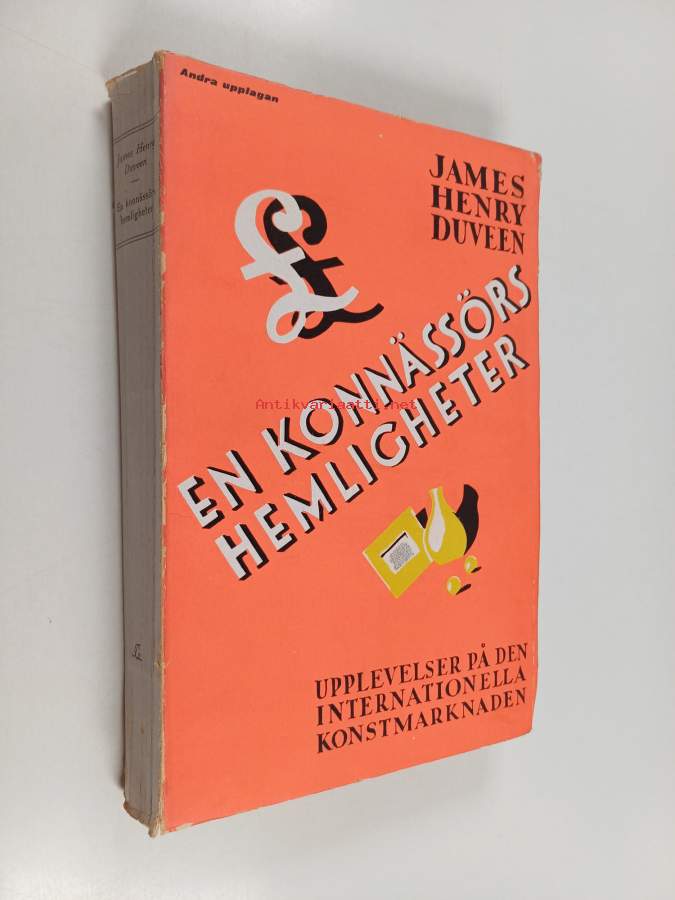 Andra upplagan
JAMES
HENRY
DUVEEN
£
EN KONNÄSSÖRS
HEMLIGHETER
UPPLEVELSER PÅ DEN
INTERNATIONELLA
KONSTMARKNADEN
James Henry
Duveen
En konnässörs
hemligheter
Antikvariaatti.net